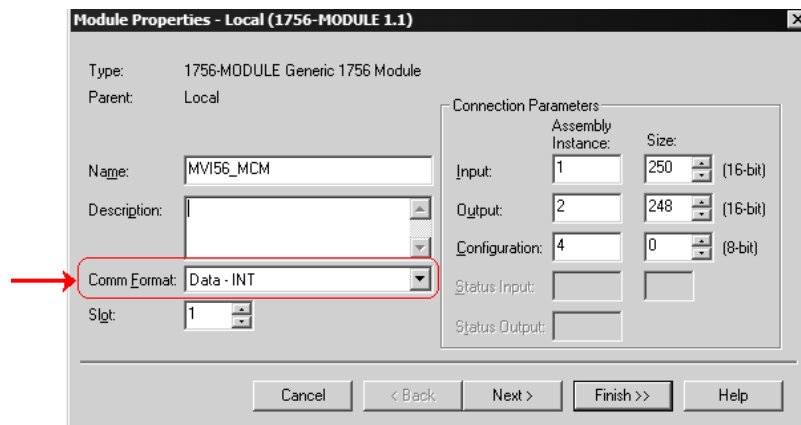 Module Properties - Local (1756-MODULE 1.1)
Type: 1756-MODULE Generic 1756 Module
Parent: Local
Connection Parameters
Assembly Instance:
Size:
Name: MVI56_MCM
Input: 1 250 (16-bit)
Description:
Output: 2 248 (16-bit)
Configuration: 4 0 (8-bit)
Comm Format: Data - INT
Status Input:
Slot: 1
Status Output:
Cancel
< Back
Next >
Finish >>
Help